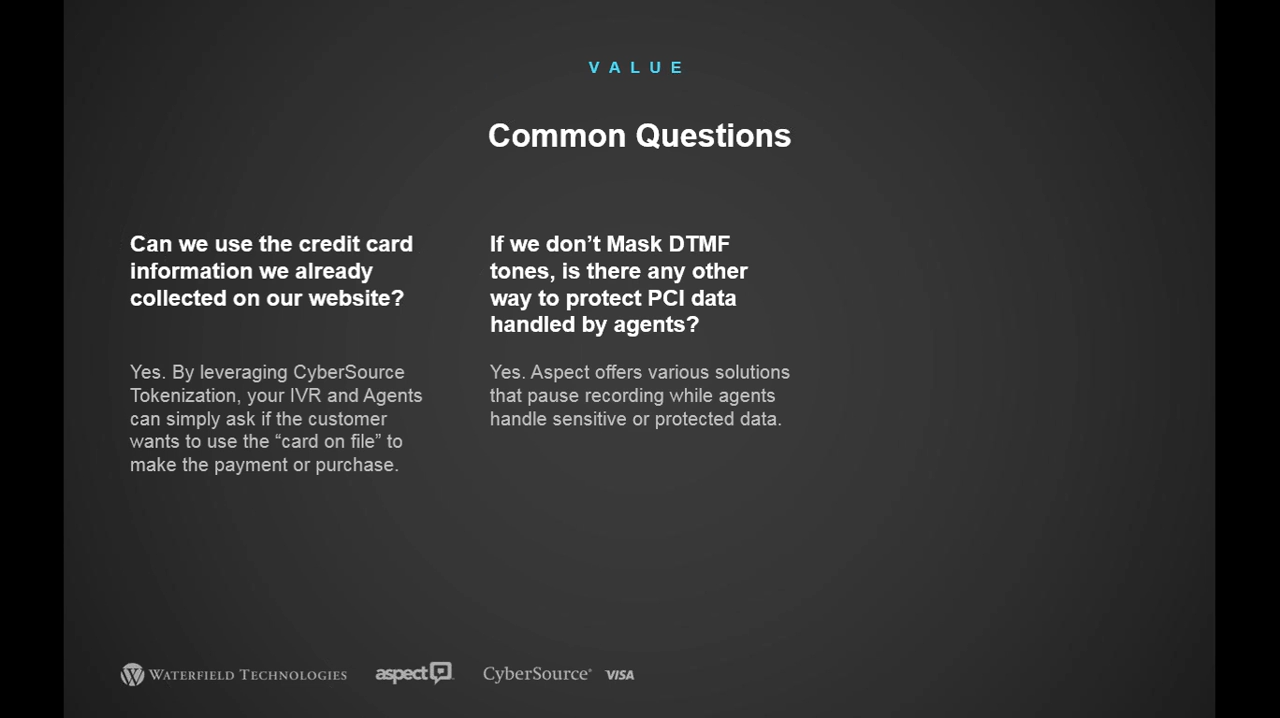 VALUE
Common Questions
Can we use the credit card
information we already
collected on our website?
Yes. By leveraging CyberSource
Tokenization, your IVR and Agents
can simply ask if the customer
wants to use the “card on file” to
make the payment or purchase.
If we don’t Mask DTMF
tones, is there any other
way to protect PCI data
handled by agents?
Yes. Aspect offers various solutions
that pause recording while agents
handle sensitive or protected data.
WATERFIELD TECHNOLOGIES aspect CyberSource® VISA